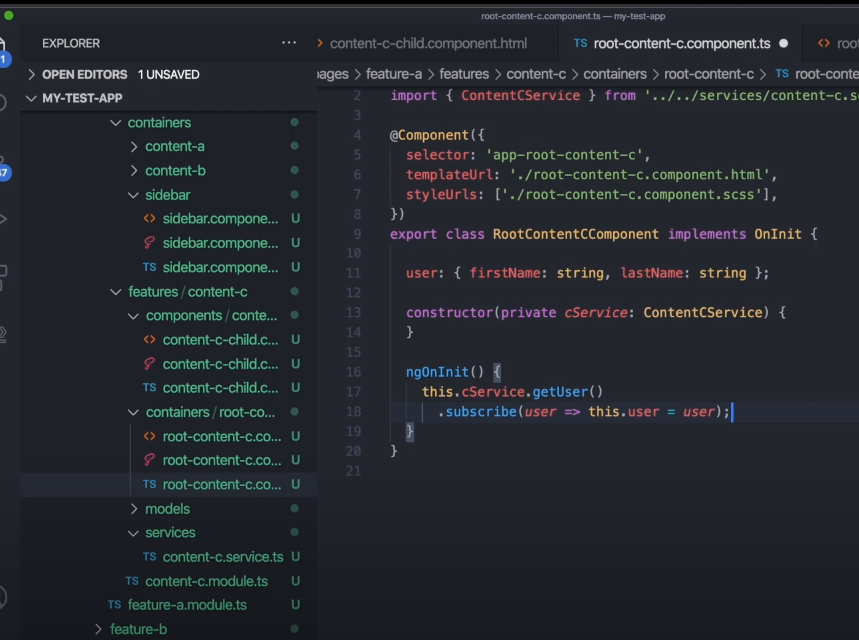 root-content-c.component.ts — my-test-app
EXPLORER
···
content-c-child.component.html
TS root-content-c.component.ts
<> root
OPEN EDITORS 1 UNSAVED
ages > feature-a > features > content-c > containers > root-content-c > TS root-conte
MY-TEST-APP
containers
content-a
content-b
sidebar
<> sidebar.compone... U
sidebar.compone... U
TS sidebar.compone... U
features / content-c
components / conte...
<> content-c-child.c... U
content-c-child.c... U
TS content-c-child.c... U
containers / root-co...
<> root-content-c.co... U
root-content-c.co... U
TS root-content-c.co... U
models
services
TS content-c.service.ts U
TS content-c.module.ts U
TS feature-a.module.ts U
feature-b
1
37
2 import { ContentCService } from '../../services/content-c.se
3
4 @Component({
5 selector: 'app-root-content-c',
6 templateUrl: './root-content-c.component.html',
7 styleUrls: ['./root-content-c.component.scss'],
8 })
9 export class RootContentCComponent implements OnInit {
10
11 user: { firstName: string, lastName: string };
12
13 constructor(private cService: ContentCService) {
14 }
15
16 ngOnInit() {
17 this.cService.getUser()
18 .subscribe(user => this.user = user);
19 }
20 }
21